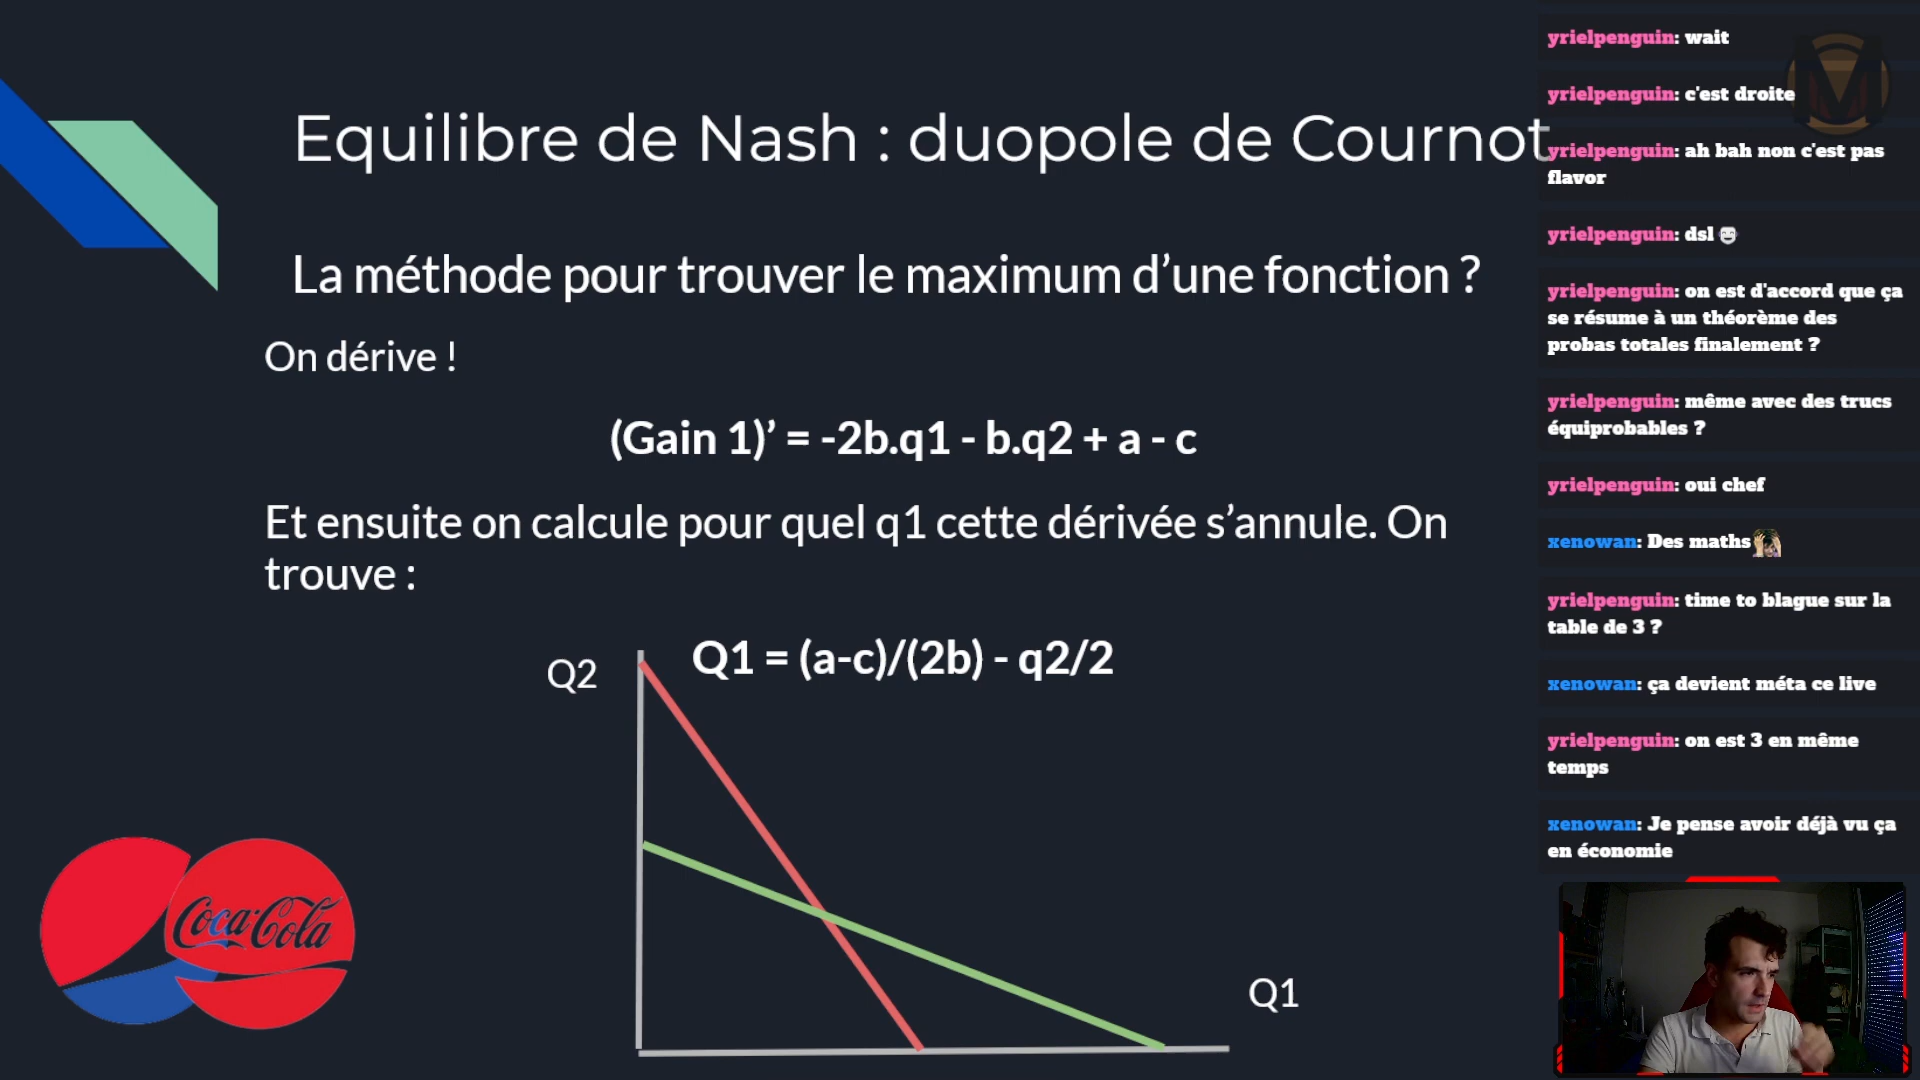 Equilibre de Nash : duopole de Cournot
La méthode pour trouver le maximum d’une fonction ?
On dérive !
(Gain 1)’ = -2b.q1 - b.q2 + a - c
Et ensuite on calcule pour quel q1 cette dérivée s’annule. On
trouve :
Q1 = (a-c)/(2b) - q2/2
Q2
Q1
Coca-Cola
yrielpenguin: wait
yrielpenguin: c'est droite
yrielpenguin: ah bah non c'est pas
flavor
yrielpenguin: dsl
yrielpenguin: on est d'accord que ça
se résume à un théorème des
probas totales finalement ?
yrielpenguin: même avec des trucs
équiprobables ?
yrielpenguin: oui chef
xenowan: Des maths
yrielpenguin: time to blague sur la
table de 3 ?
xenowan: ça devient méta ce live
yrielpenguin: on est 3 en même
temps
xenowan: Je pense avoir déjà vu ça
en économie